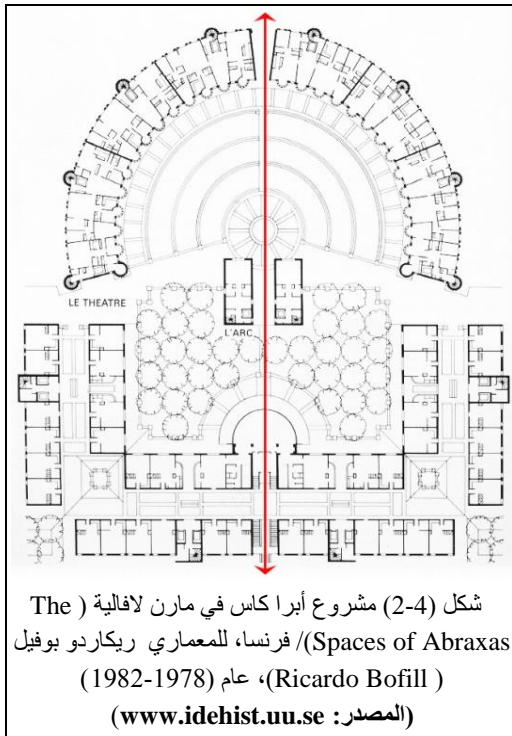 LE THEATRE
L'ARC
شكل (4-2) مشروع أبرا كاس في مارن لافالية ( The
Spaces of Abraxas)/ فرنسا، للمعماري ريكاردو بوفيل
( Ricardo Bofill)، عام (1978-1982)
(المصدر: www.idehist.uu.se)